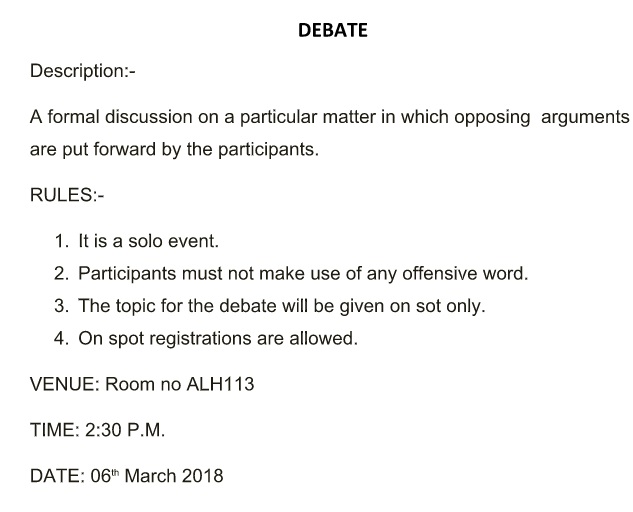 DEBATE
Description:-
A formal discussion on a particular matter in which opposing  arguments
are put forward by the participants.
RULES:-
1. It is a solo event.
2. Participants must not make use of any offensive word.
3. The topic for the debate will be given on sot only.
4. On spot registrations are allowed.
VENUE: Room no ALH113
TIME: 2:30 P.M.
DATE: 06th March 2018